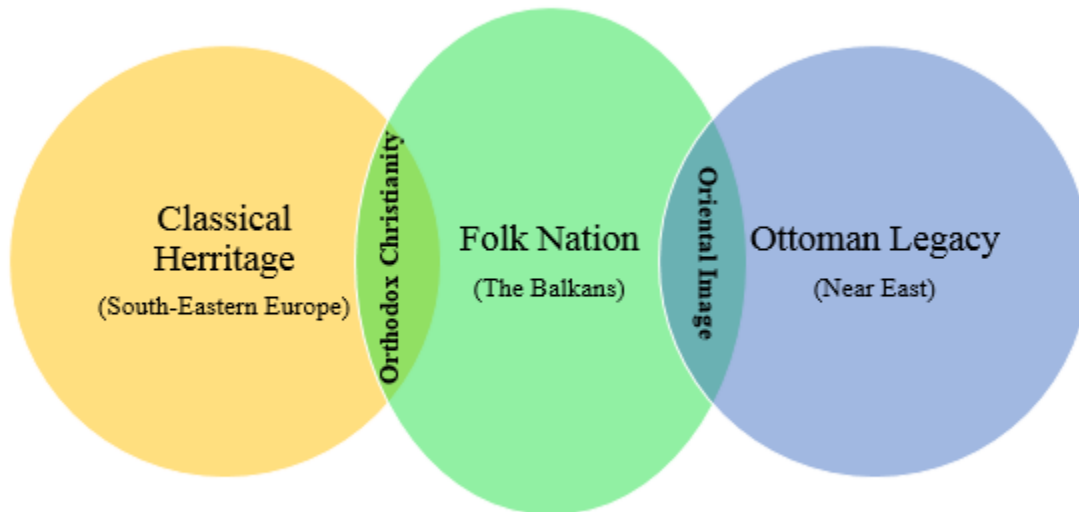 Classical
Herritage
(South-Eastern Europe)
Orthodox Christianity
Folk Nation
(The Balkans)
Oriental Image
Ottoman Legacy
(Near East)